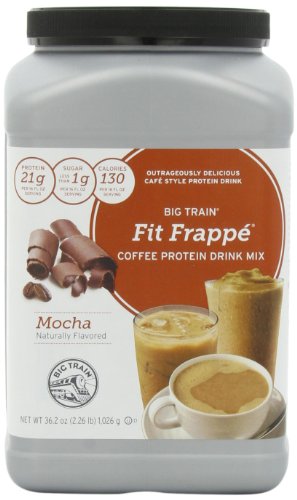 PROTEIN
21g
PER 16 FL OZ
SERVING
SUGAR
LESS THAN 1g
PER 16 FL OZ
SERVING
CALORIES
130
PER 16 FL OZ
SERVING
OUTRAGEOUSLY DELICIOUS
CAFÉ STYLE PROTEIN DRINK
BIG TRAIN®
Fit Frappé®
COFFEE PROTEIN DRINK MIX
Mocha
Naturally Flavored
BIG TRAIN
NET WT 36.2 oz (2.26 lb) 1,026 g